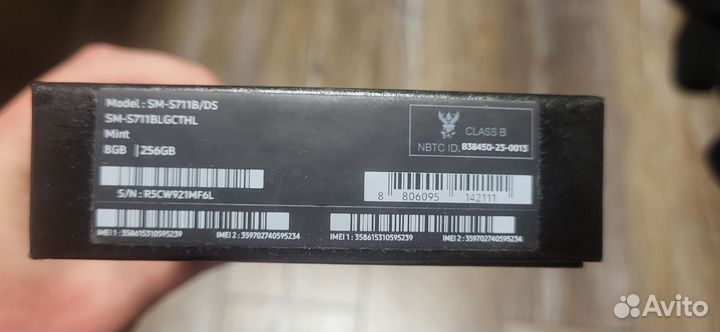 Model : SM-S711B/DS
SM-S711BLGCTHL
Mint
8GB | 256GB
CLASS B
NBTC ID. B38450-23-0013
S/N : R5CW921MF6L
8 806095 142111
IMEI 1 : 358615310595239 IMEI 2 : 359702740595234
IMEI 1 : 358615310595239 IMEI 2 : 359702740595234
Avito